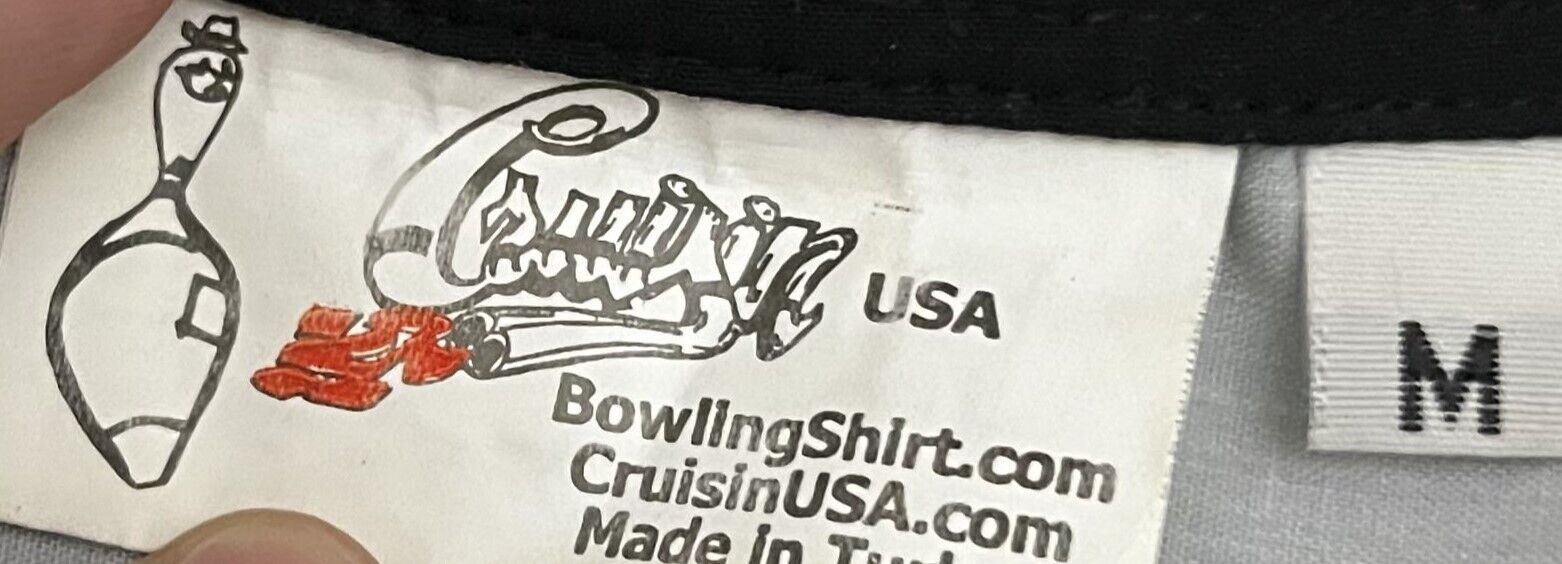 Cruisin USA
BowlingShirt.com
CruisinUSA.com
Made in
M